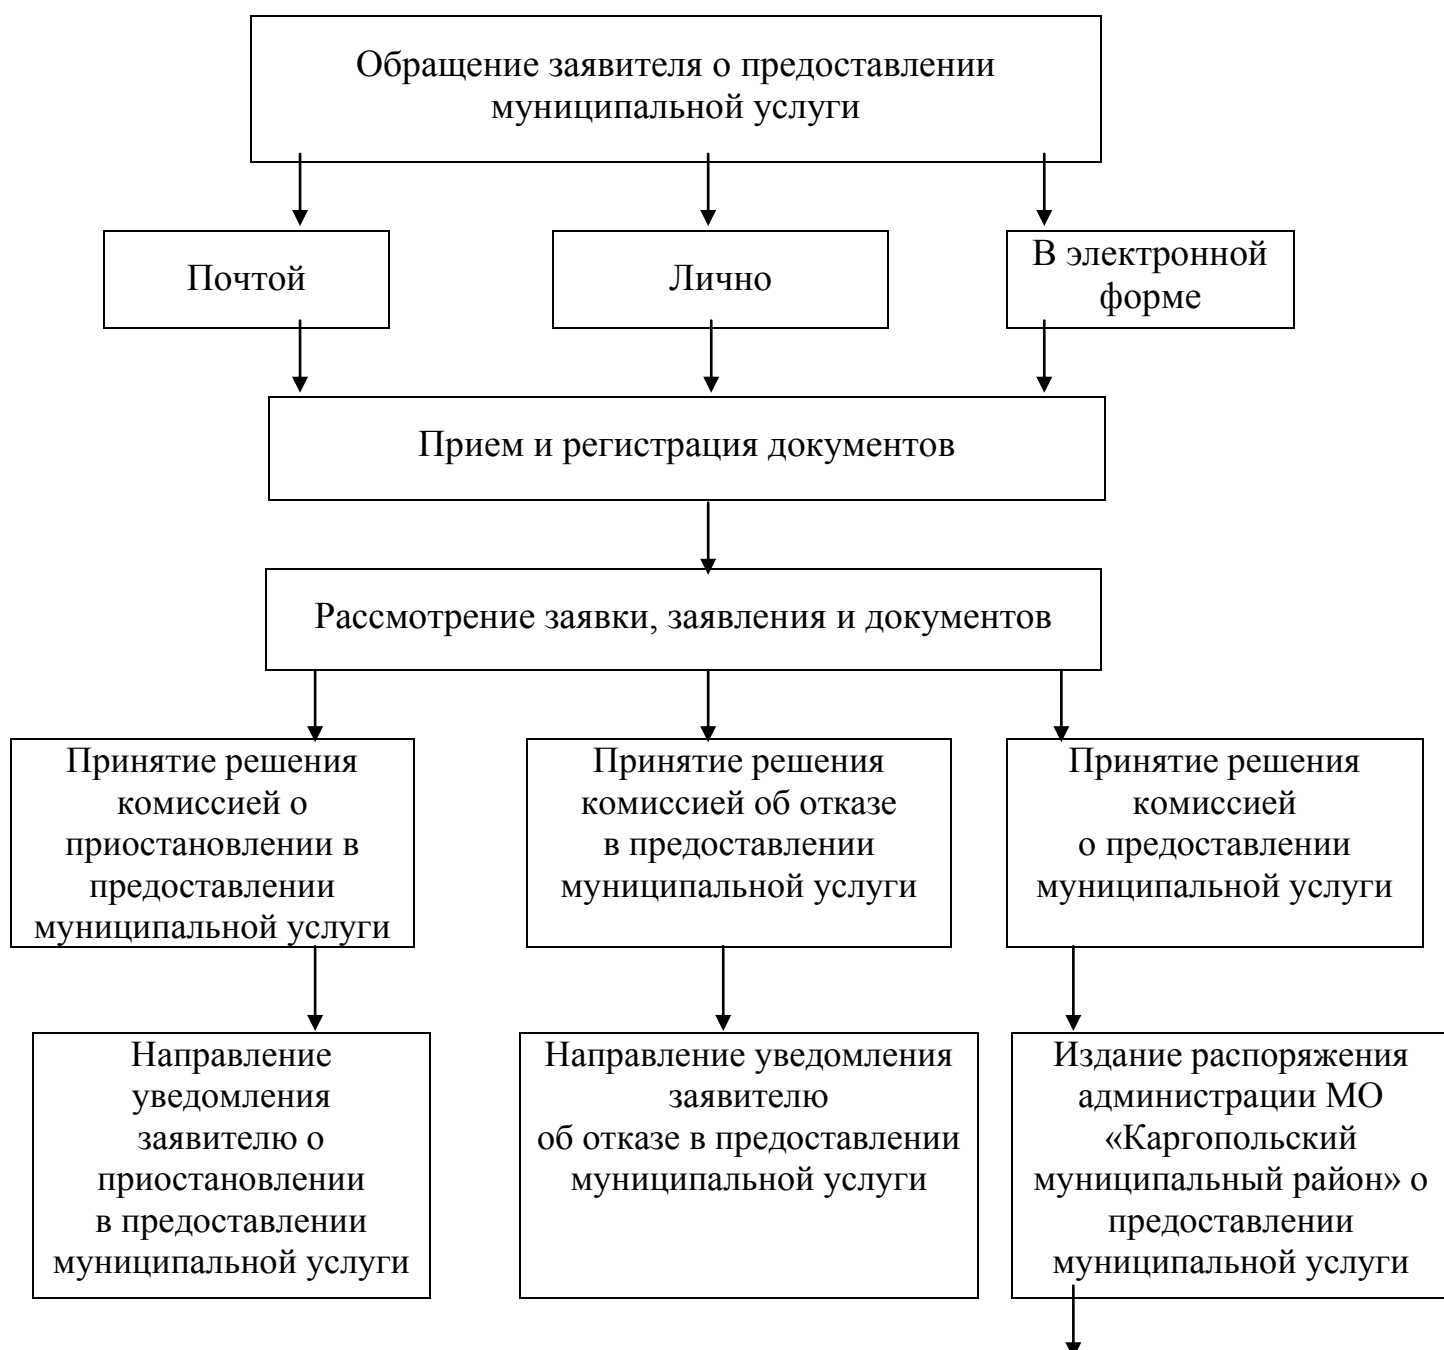 Обращение заявителя о предоставлении
муниципальной услуги
Почтой
Лично
В электронной
форме
Прием и регистрация документов
Рассмотрение заявки, заявления и документов
Принятие решения
комиссией о
приостановлении в
предоставлении
муниципальной услуги
Принятие решения
комиссией об отказе
в предоставлении
муниципальной услуги
Принятие решения
комиссией
о предоставлении
муниципальной услуги
Направление
уведомления
заявителю о
приостановлении
в предоставлении
муниципальной услуги
Направление уведомления
заявителю
об отказе в предоставлении
муниципальной услуги
Издание распоряжения
администрации МО
«Каргопольский
муниципальный район» о
предоставлении
муниципальной услуги